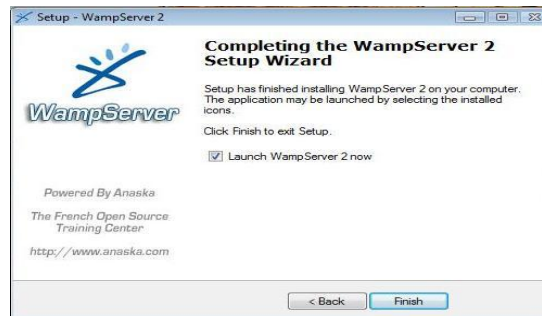 Setup - WampServer 2
Completing the WampServer 2
Setup Wizard
Setup has finished installing WampServer 2 on your computer.
The application may be launched by selecting the installed
icons.
Click Finish to exit Setup.
Launch WampServer 2 now
WampServer
Powered By Anaska
The French Open Source
Training Center
http://www.anaska.com
< Back
Finish